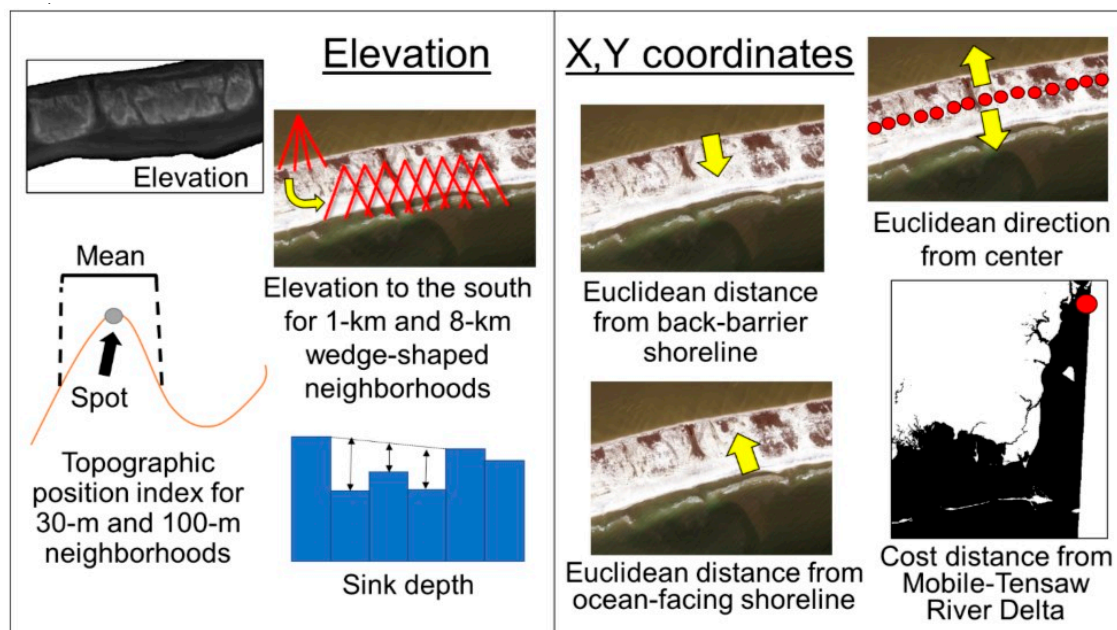 Elevation
Elevation
Elevation to the south
for 1-km and 8-km
wedge-shaped
neighborhoods
Mean
Spot
Topographic
position index for
30-m and 100-m
neighborhoods
Sink depth
X,Y coordinates
Euclidean distance
from back-barrier
shoreline
Euclidean distance from
ocean-facing shoreline
Euclidean direction
from center
Cost distance from
Mobile-Tensaw
River Delta